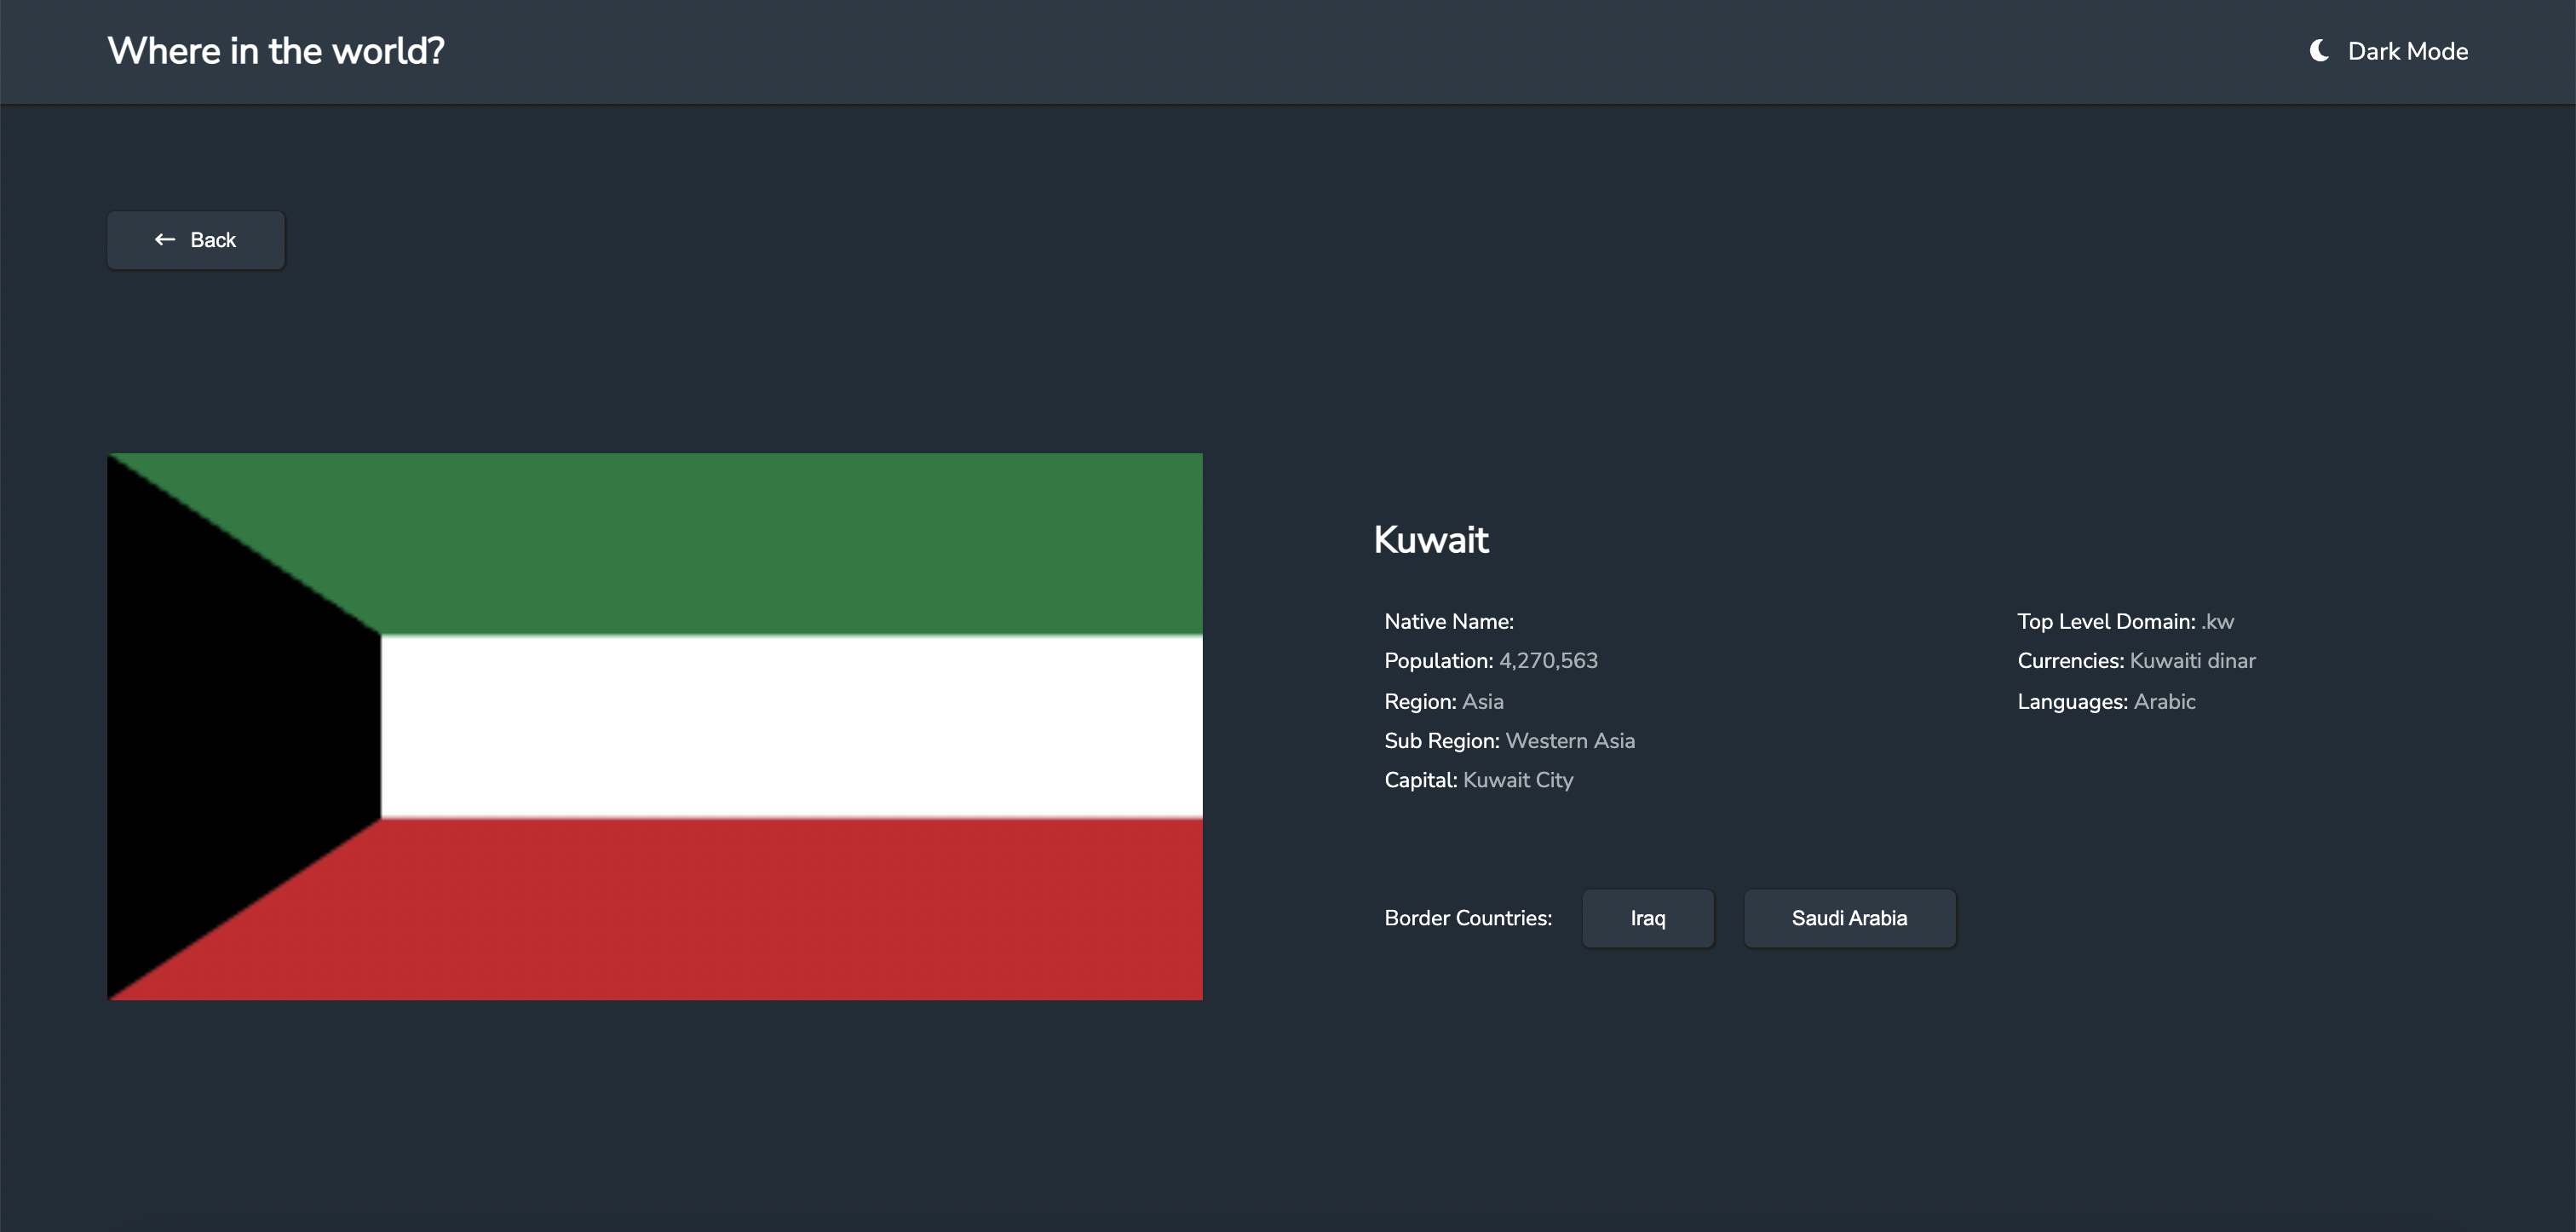 Where in the world?
Dark Mode
Back
Kuwait
Native Name:
Population: 4,270,563
Region: Asia
Sub Region: Western Asia
Capital: Kuwait City
Top Level Domain: .kw
Currencies: Kuwaiti dinar
Languages: Arabic
Border Countries: Iraq Saudi Arabia